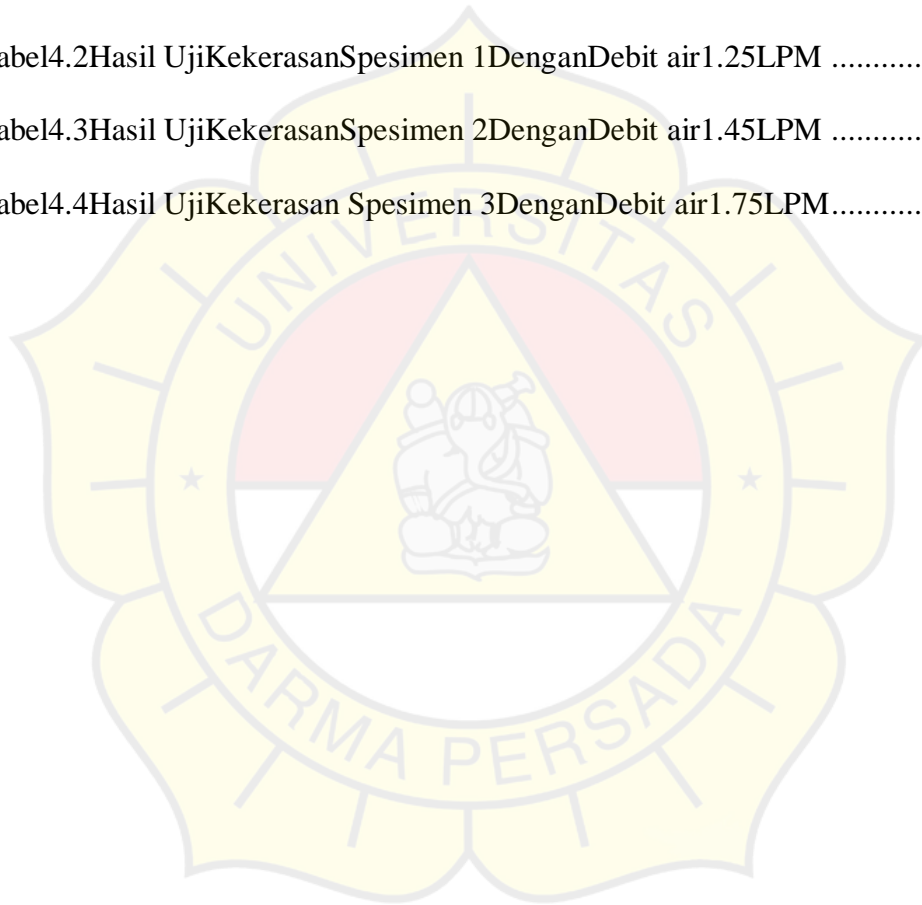 abel4.2Hasil UjiKekerasanSpesimen 1DenganDebit air1.25LPM ...........
abel4.3Hasil UjiKekerasanSpesimen 2DenganDebit air1.45LPM ...........
abel4.4Hasil UjiKekerasan Spesimen 3DenganDebit air1.75LPM...........
UNIVERSITAS
DARMA PERSADA